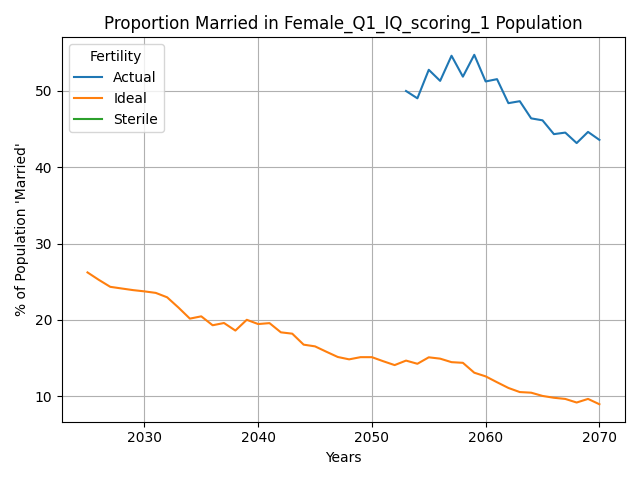 Proportion Married in Female_Q1_IQ_scoring_1 Population
Fertility
Actual
Ideal
Sterile
% of Population 'Married'
50
40
30
20
10
2030 2040 2050 2060 2070
Years